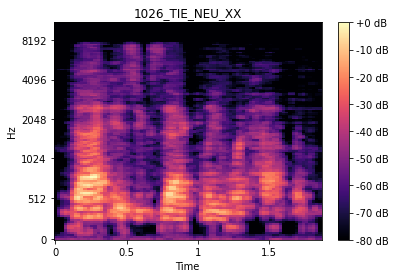 1026_TIE_NEU_XX
+0 dB
8192
-10 dB
4096
-20 dB
-30 dB
2048
Hz
-40 dB
1024
-50 dB
512
-60 dB
-70 dB
0
-80 dB
0
0.5
1
1.5
Time